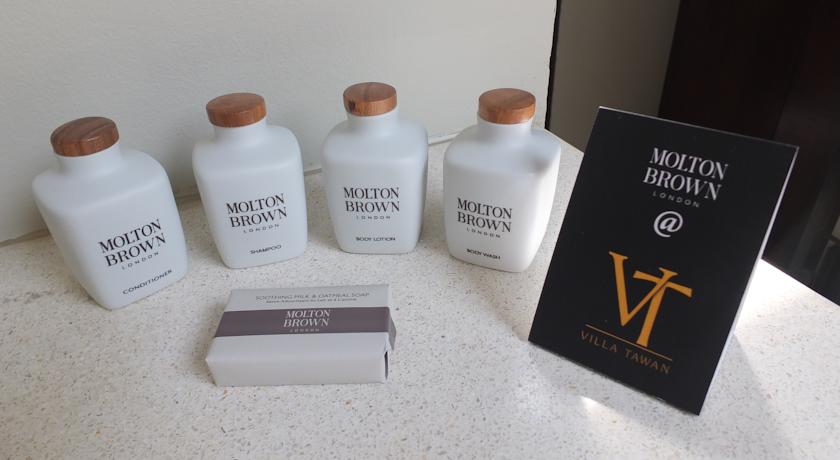 MOLTON
BROWN
LONDON
CONDITIONER
MOLTON
BROWN
LONDON
SHAMPOO
MOLTON
BROWN
LONDON
BODY LOTION
MOLTON
BROWN
LONDON
BODY WASH
SOOTHING MILK & OATMEAL SOAP
MOLTON
BROWN
LONDON
MOLTON
BROWN
LONDON
@
VT
VILLA TAWAN